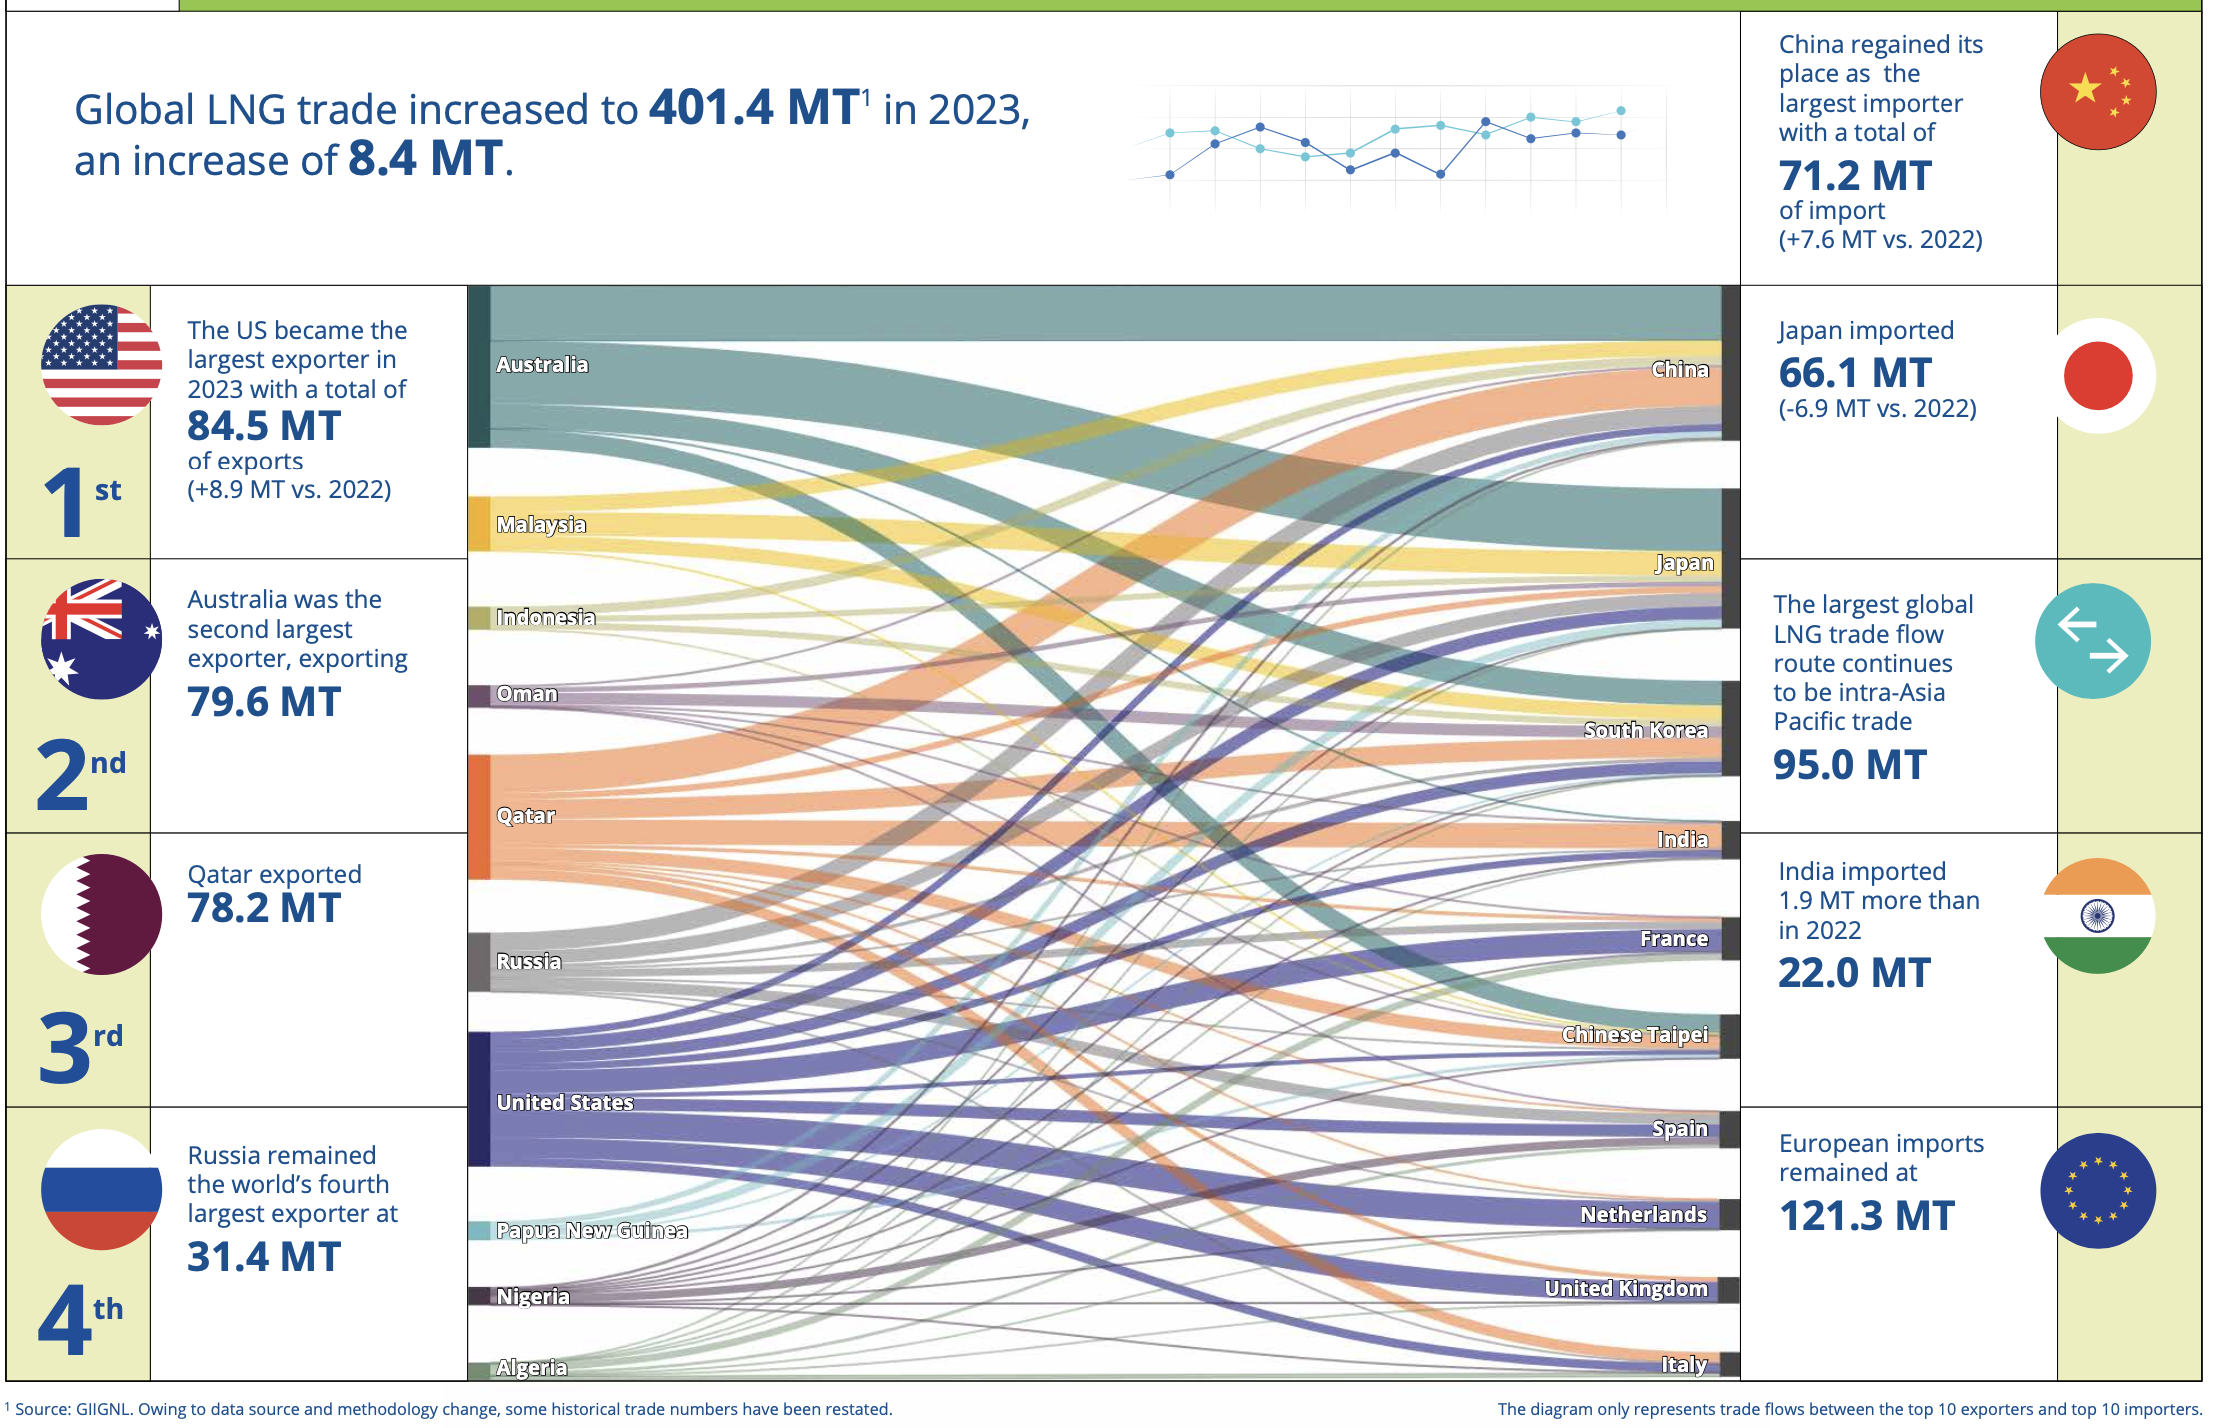 Global LNG trade increased to 401.4 MT¹ in 2023,
an increase of 8.4 MT.
The US became the
largest exporter in
2023 with a total of
84.5 MT
of exports
(+8.9 MT vs. 2022)
1st
Australia was the
second largest
exporter, exporting
79.6 MT
2nd
Qatar exported
78.2 MT
3rd
Russia remained
the world’s fourth
largest exporter at
31.4 MT
4th
Australia
Malaysia
Indonesia
Oman
Qatar
Russia
United States
Papua New Guinea
Nigeria
Algeria
China
Japan
South Korea
India
France
Chinese Taipei
Spain
Netherlands
United Kingdom
Italy
China regained its
place as the
largest importer
with a total of
71.2 MT
of import
(+7.6 MT vs. 2022)
Japan imported
66.1 MT
(-6.9 MT vs. 2022)
The largest global
LNG trade flow
route continues
to be intra-Asia
Pacific trade
95.0 MT
India imported
1.9 MT more than
in 2022
22.0 MT
European imports
remained at
121.3 MT
¹ Source: GIIGNL. Owing to data source and methodology change, some historical trade numbers have been restated.
The diagram only represents trade flows between the top 10 exporters and top 10 importers.